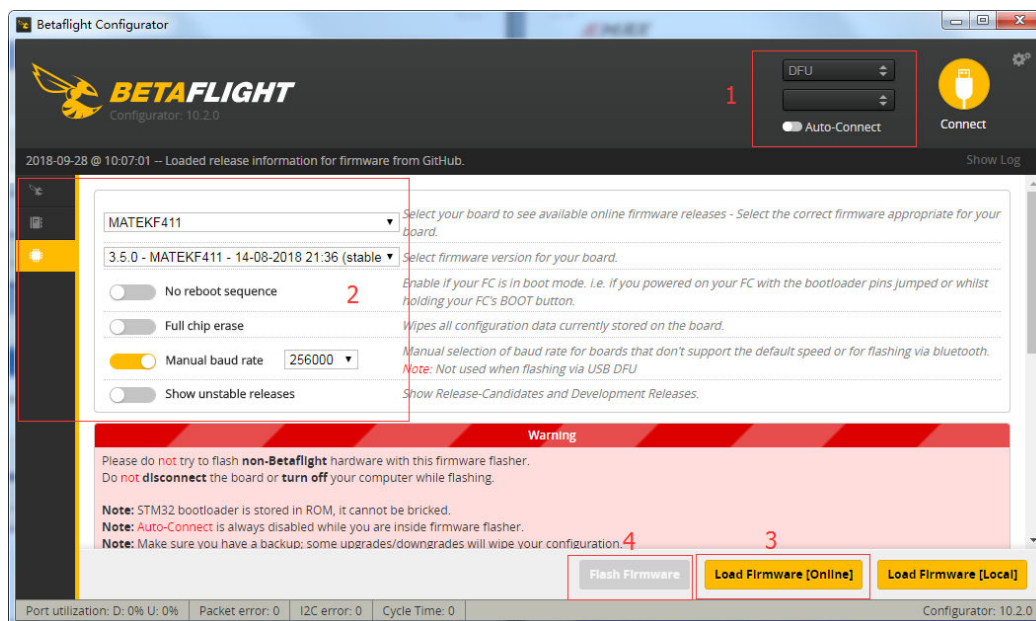 Betaflight Configurator
BETAFLIGHT
Configurator: 10.2.0
1
DFU
Auto-Connect
Connect
2018-09-28 @ 10:07:01 -- Loaded release information for firmware from GitHub.
Show Log
MATEKF411
Select your board to see available online firmware releases - Select the correct firmware appropriate for your
board.
3.5.0 - MATEKF411 - 14-08-2018 21:36 (stable
Select firmware version for your board.
No reboot sequence
2
Enable if your FC is in boot mode. i.e. if you powered on your FC with the bootloader pins jumped or whilst
holding your FC's BOOT button.
Full chip erase
Wipes all configuration data currently stored on the board.
Manual baud rate
256000
Manual selection of baud rate for boards that don't support the default speed or for flashing via bluetooth.
Note: Not used when flashing via USB DFU
Show unstable releases
Show Release-Candidates and Development Releases.
Warning
Please do not try to flash non-Betaflight hardware with this firmware flasher.
Do not disconnect the board or turn off your computer while flashing.
Note: STM32 bootloader is stored in ROM, it cannot be bricked.
Note: Auto-Connect is always disabled while you are inside firmware flasher.
Note: Make sure you have a backup; some upgrades/downgrades will wipe your configuration.
4
3
Flash Firmware
Load Firmware [Online]
Load Firmware [Local]
Port utilization: D: 0% U: 0%
Packet error: 0
I2C error: 0
Cycle Time: 0
Configurator: 10.2.0